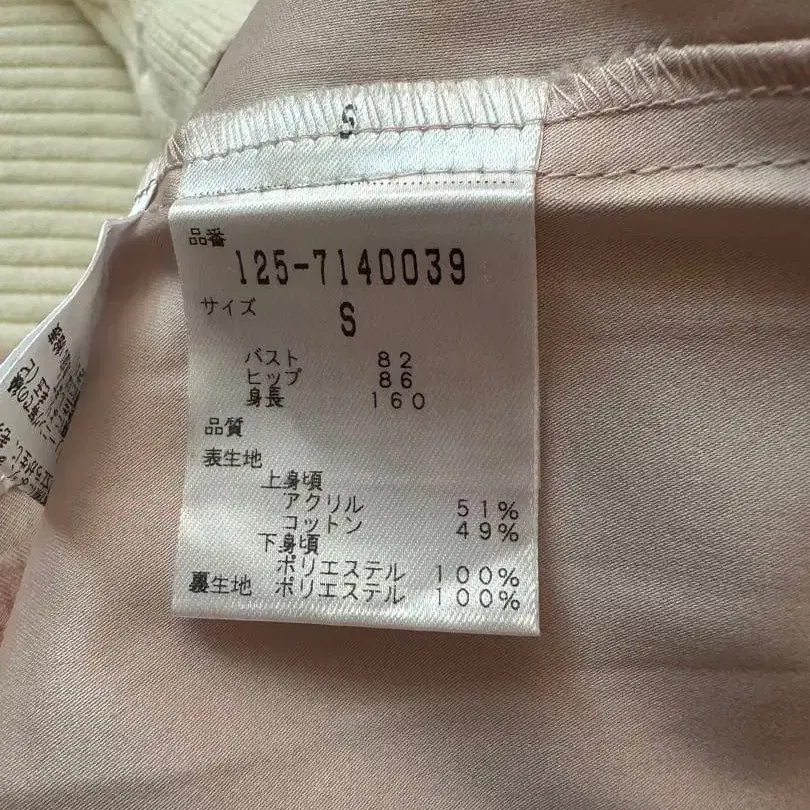 S
品番
125-7140039
サイズ
S
バスト 82
ヒップ 86
身長 160
品質
表生地
上身頃
アクリル 51%
コットン 49%
下身頃
ポリエステル 100%
裏生地 ポリエステル 100%